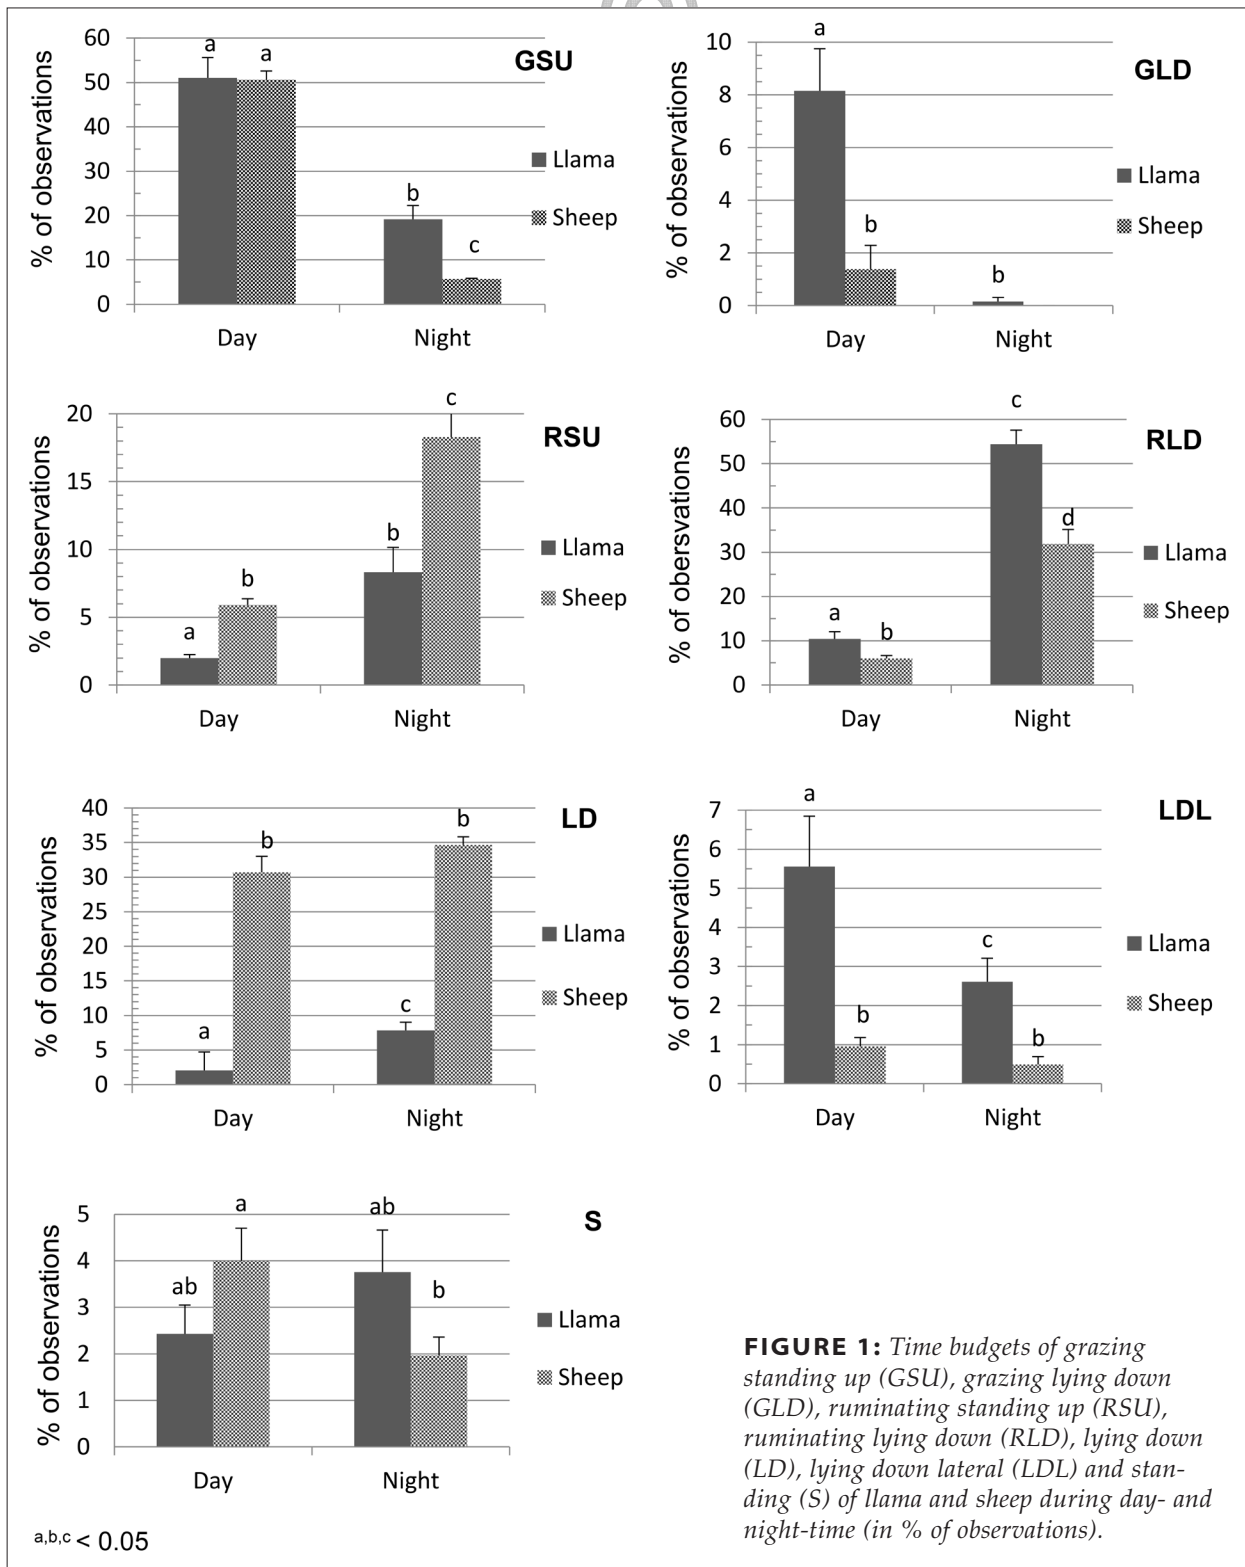 GSU
% of observations
60
50
40
30
20
10
0
a
a
b
c
Day
Night
Llama
Sheep
GLD
% of observations
10
8
6
4
2
0
a
b
b
Day
Night
Llama
Sheep
RSU
% of observations
20
15
10
5
0
a
b
b
c
Day
Night
Llama
Sheep
RLD
% of obersvations
60
50
40
30
20
10
0
a
b
c
d
Day
Night
Llama
Sheep
LD
% of observations
40
35
30
25
20
15
10
5
0
a
b
c
b
Day
Night
Llama
Sheep
LDL
% of observations
7
6
5
4
3
2
1
0
a
b
c
b
Day
Night
Llama
Sheep
S
% of observations
5
4
3
2
1
0
ab
a
ab
b
Day
Night
Llama
Sheep
a,b,c < 0.05
FIGURE 1: Time budgets of grazing
standing up (GSU), grazing lying down
(GLD), ruminating standing up (RSU),
ruminating lying down (RLD), lying down
(LD), lying down lateral (LDL) and stan-
ding (S) of llama and sheep during day- and
night-time (in % of observations).